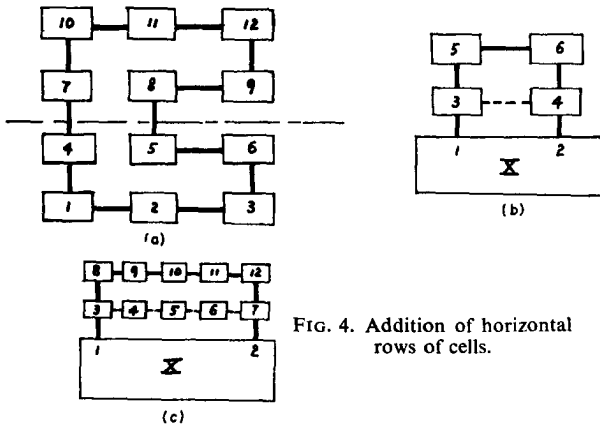 10 11 12
7 8 9
4 5 6
1 2 3
(a)
5 6
3 4
1 2
X
(b)
8 9 10 11 12
3 4 5 6 7
1 2
X
(c)
FIG. 4. Addition of horizontal
rows of cells.